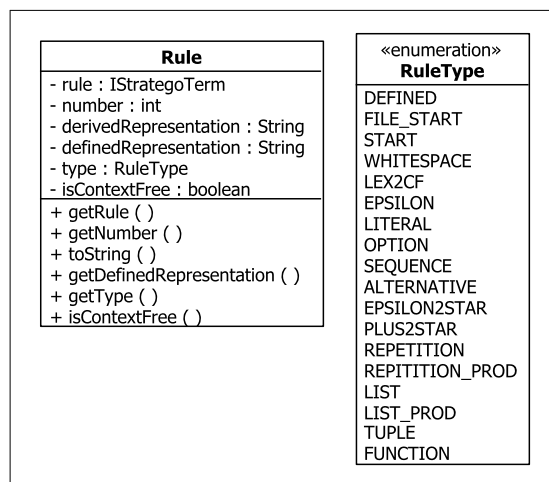 Rule
- rule : IStrategoTerm
- number : int
- derivedRepresentation : String
- definedRepresentation : String
- type : RuleType
- isContextFree : boolean
+ getRule ( )
+ getNumber ( )
+ toString ( )
+ getDefinedRepresentation ( )
+ getType ( )
+ isContextFree ( )
«enumeration»
RuleType
DEFINED
FILE_START
START
WHITESPACE
LEX2CF
EPSILON
LITERAL
OPTION
SEQUENCE
ALTERNATIVE
EPSILON2STAR
PLUS2STAR
REPETITION
REPITITION_PROD
LIST
LIST_PROD
TUPLE
FUNCTION